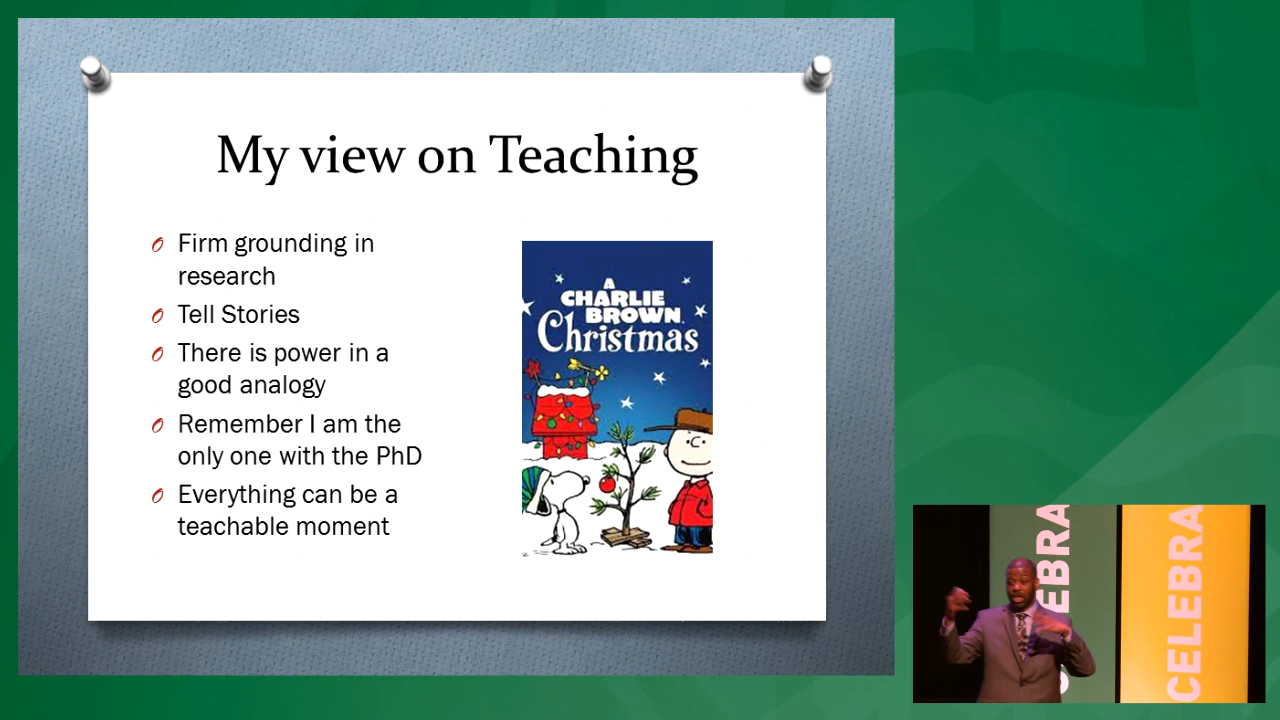 My view on Teaching
Firm grounding in
research
Tell Stories
There is power in a
good analogy
Remember I am the
only one with the PhD
Everything can be a
teachable moment
A
CHARLIE
BROWN
Christmas
EBRA
CELEBRA